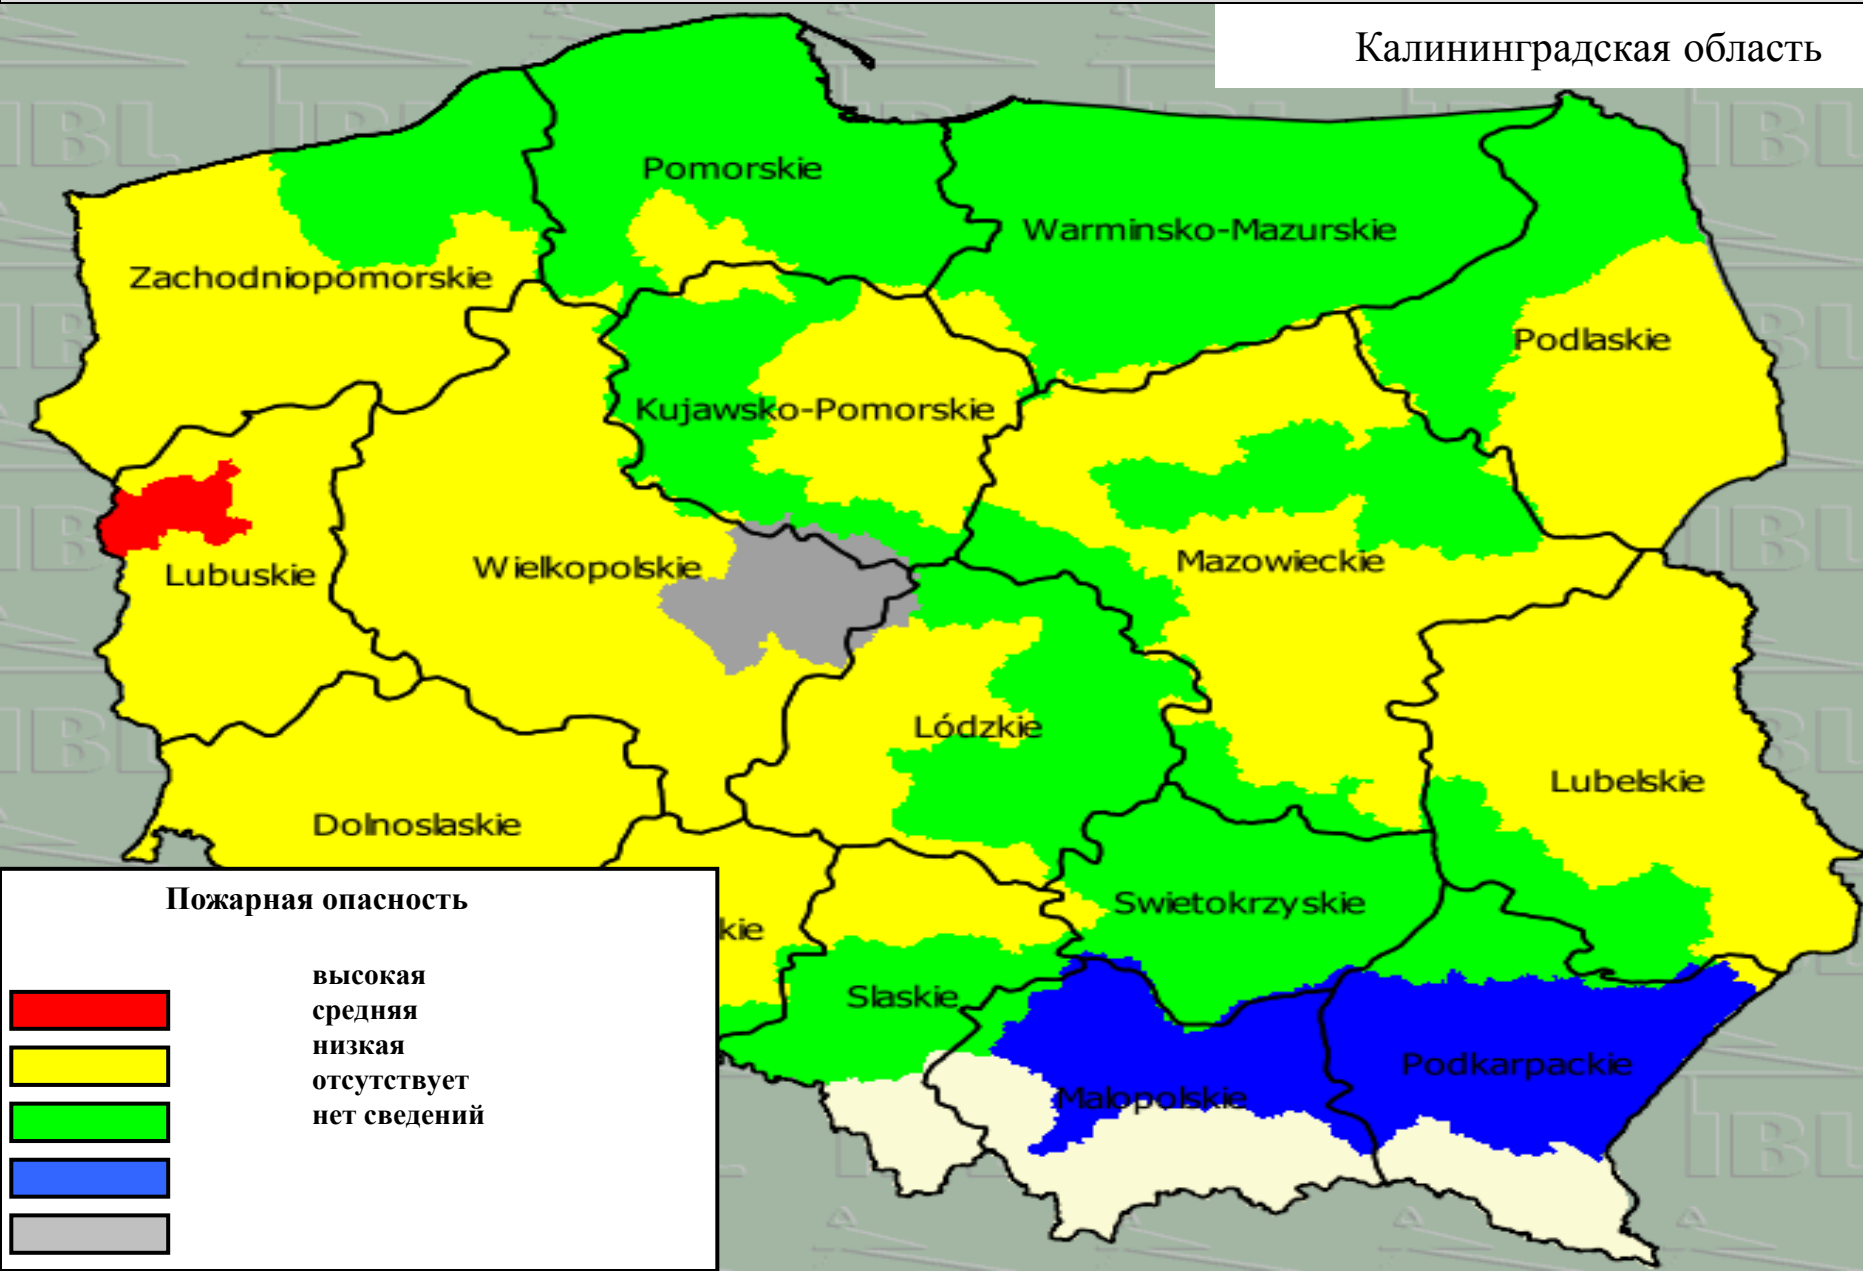 Калининградская область
Pomorskie
Warminsko-Mazurskie
Zachodniopomorskie
Podlaskie
Kujawsko-Pomorskie
Mazowieckie
Wielkopolskie
Lubuskie
Lódzkie
Lubelskie
Dolnoslaskie
Swietokrzyskie
kie
Slaskie
Podkarpackie
Malopolskie
Пожарная опасность
высокая
средняя
низкая
отсутствует
нет сведений
IBL